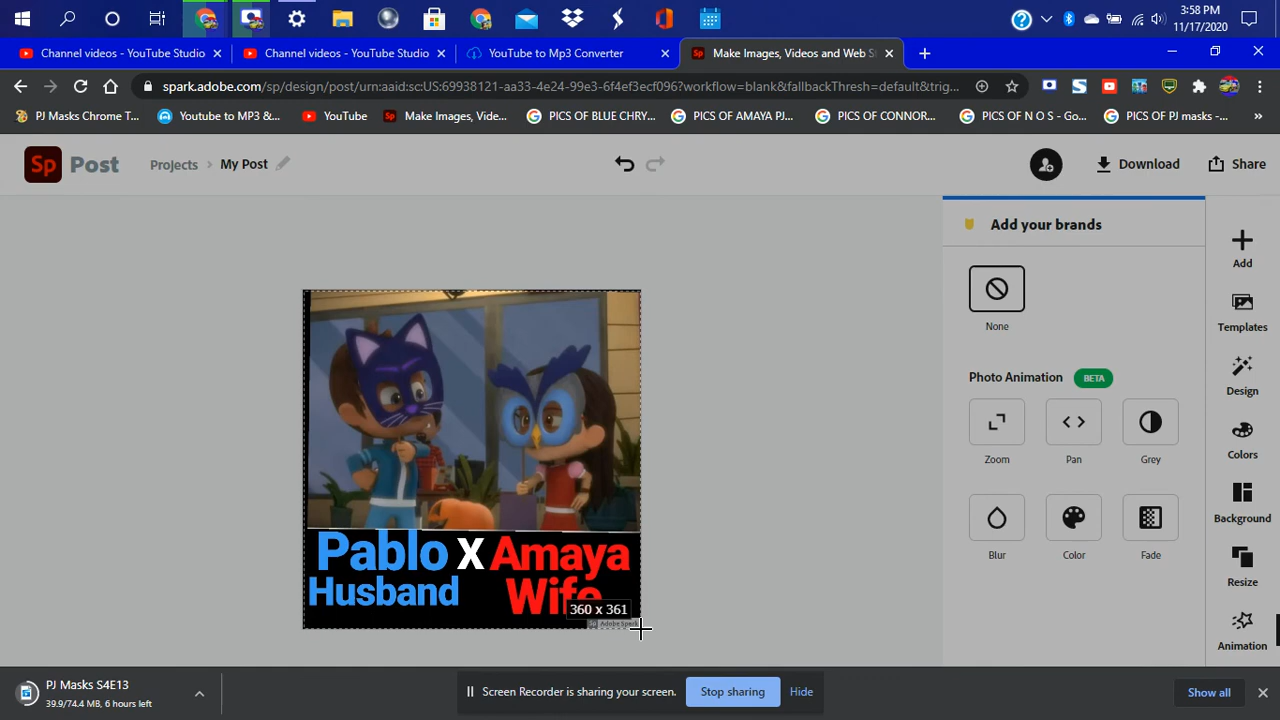 3:58 PM
11/17/2020
Channel videos - YouTube Studio
Channel videos - YouTube Studio
YouTube to Mp3 Converter
Make Images, Videos and Web S
spark.adobe.com/sp/design/post/urn:aaid:sc:US:69938121-aa33-4e24-99e3-6f4ef3ecf096?workflow=blank&fallbackThresh=default&trig...
PJ Masks Chrome T...
Youtube to MP3 &...
YouTube
Make Images, Vide...
PICS OF BLUE CHRY...
PICS OF AMAYA PJ...
PICS OF CONNOR...
PICS OF N O S - Go...
PICS OF PJ masks -...
Sp Post
Projects > My Post
Download
Share
Add your brands
None
Photo Animation BETA
Zoom
Pan
Grey
Blur
Color
Fade
Add
Templates
Design
Colors
Background
Resize
Animation
Pablo X Amaya
Husband Wife
360 x 361
Sp Adobe Spark
PJ Masks S4E13
39.9/74.4 MB, 6 hours left
Screen Recorder is sharing your screen.
Stop sharing
Hide
Show all